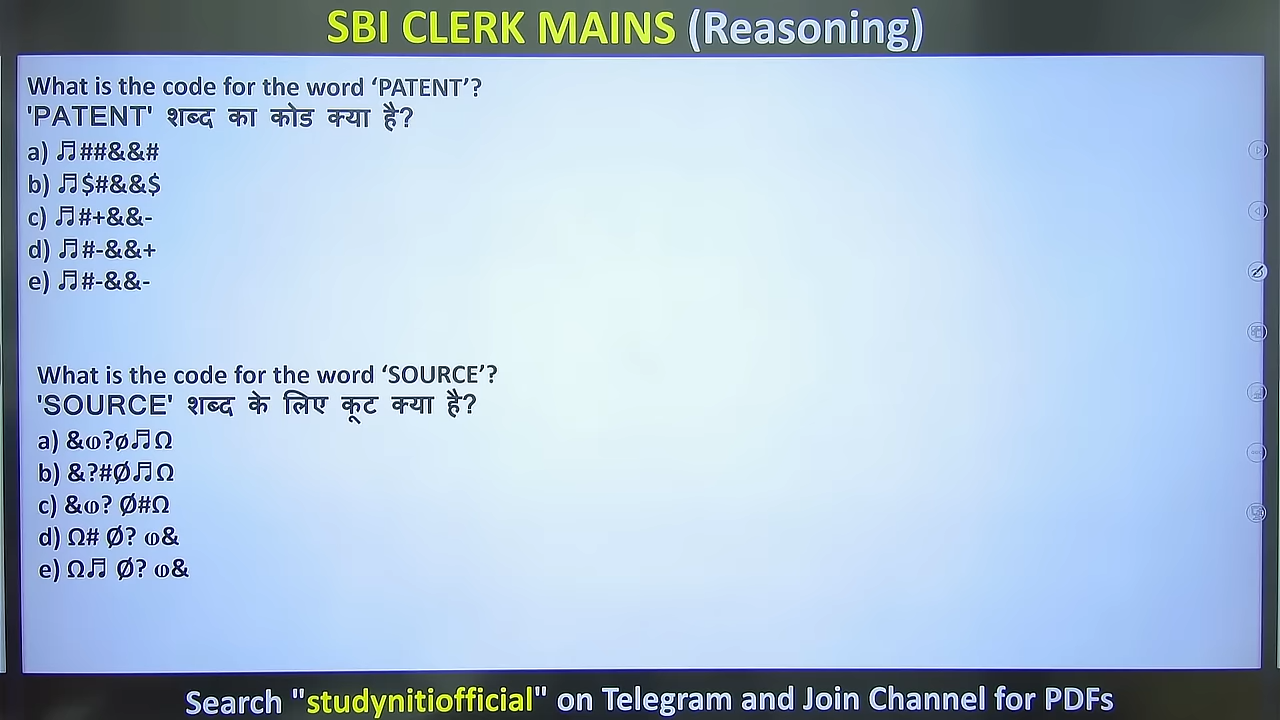 SBI CLERK MAINS (Reasoning)
What is the code for the word ‘PATENT’?
'PATENT' शब्द का कोड क्या है?
a) ♬##&&#
b) ♬$#&&$
c) ♬#+&&-
d) ♬#-&&+
e) ♬#-&&-
What is the code for the word ‘SOURCE’?
'SOURCE' शब्द के लिए कूट क्या है?
a) &ⱷ?ø♬Ω
b) &?#Ø♬Ω
c) &ⱷ? Ø#Ω
d) Ω# Ø? ⱷ&
e) Ω♬ Ø? ⱷ&
Search "studynitiofficial" on Telegram and Join Channel for PDFs